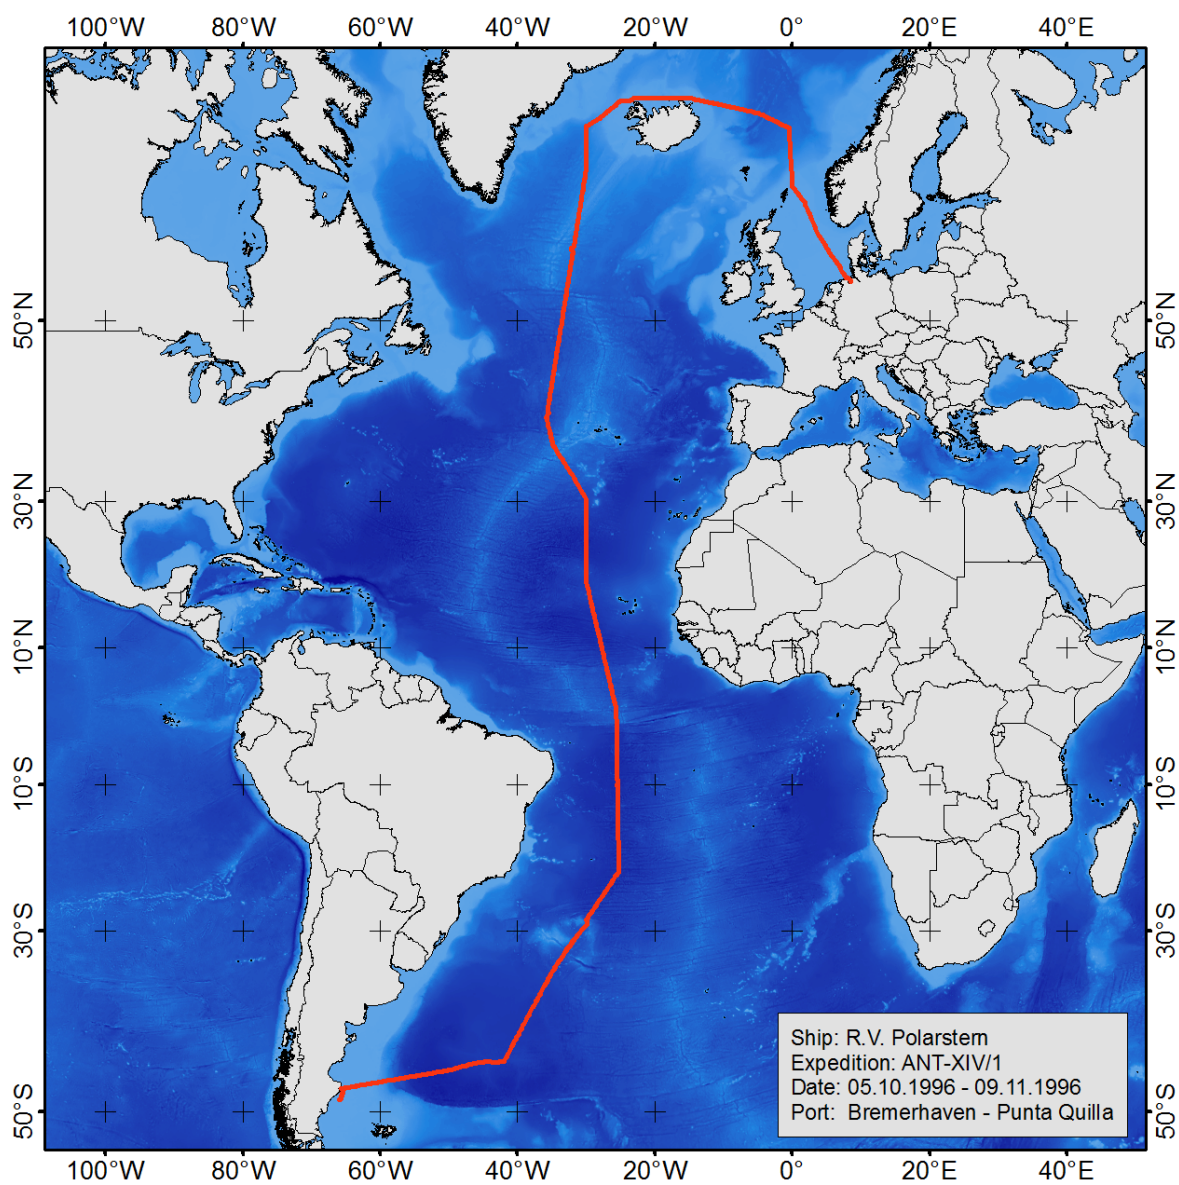 100°W 80°W 60°W 40°W 20°W 0° 20°E 40°E
50°N 50°N
30°N 30°N
10°N 10°N
10°S 10°S
30°S 30°S
50°S 50°S
Ship: R.V. Polarstern
Expedition: ANT-XIV/1
Date: 05.10.1996 - 09.11.1996
Port: Bremerhaven - Punta Quilla
100°W 80°W 60°W 40°W 20°W 0° 20°E 40°E